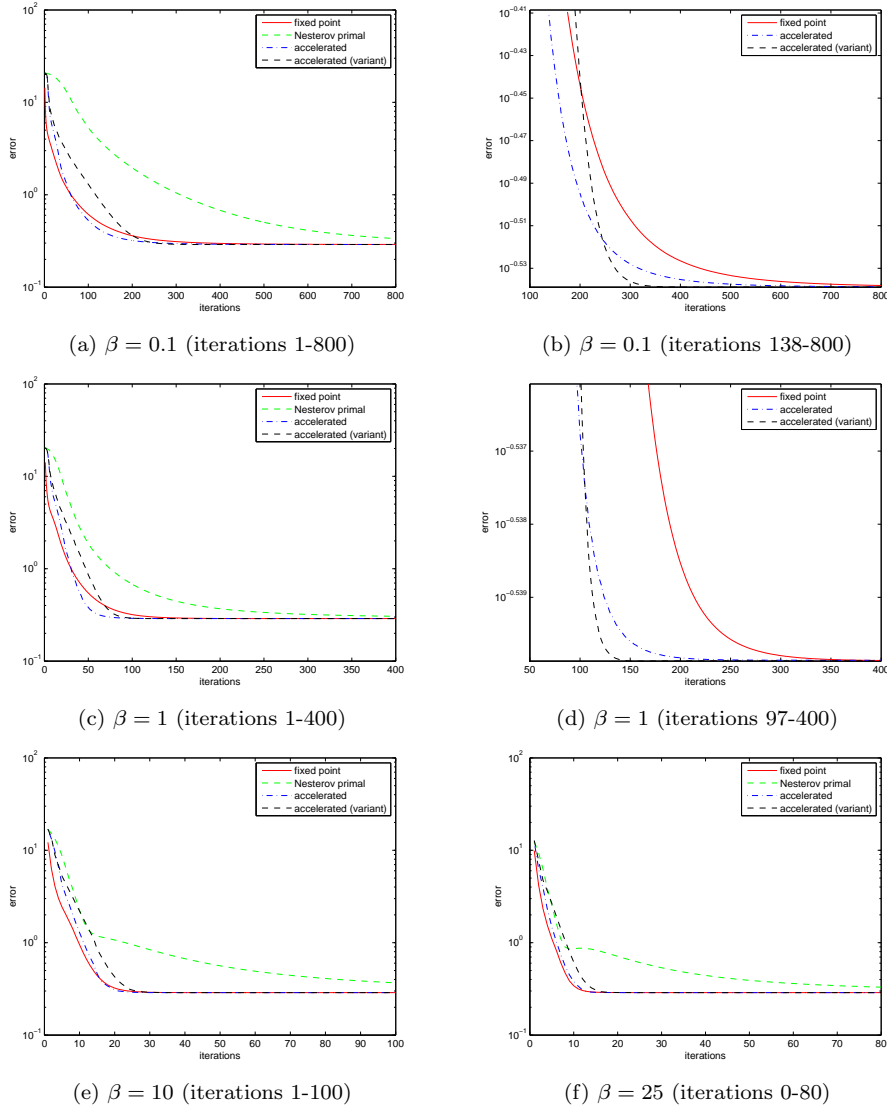 10^2
10^1
10^0
10^-1
error
0 100 200 300 400 500 600 700 800
iterations
fixed point
Nesterov primal
accelerated
accelerated (variant)
(a) β = 0.1 (iterations 1-800)
10^-0.41
10^-0.43
10^-0.45
10^-0.47
10^-0.49
10^-0.51
10^-0.53
error
100 200 300 400 500 600 700 800
iterations
fixed point
accelerated
accelerated (variant)
(b) β = 0.1 (iterations 138-800)
10^2
10^1
10^0
10^-1
error
0 50 100 150 200 250 300 350 400
iterations
fixed point
Nesterov primal
accelerated
accelerated (variant)
(c) β = 1 (iterations 1-400)
10^-0.537
10^-0.538
10^-0.539
error
50 100 150 200 250 300 350 400
iterations
fixed point
accelerated
accelerated (variant)
(d) β = 1 (iterations 97-400)
10^2
10^1
10^0
10^-1
error
0 10 20 30 40 50 60 70 80 90 100
iterations
fixed point
Nesterov primal
accelerated
accelerated (variant)
(e) β = 10 (iterations 1-100)
10^2
10^1
10^0
10^-1
error
0 10 20 30 40 50 60 70 80
iterations
fixed point
Nesterov primal
accelerated
accelerated (variant)
(f) β = 25 (iterations 0-80)